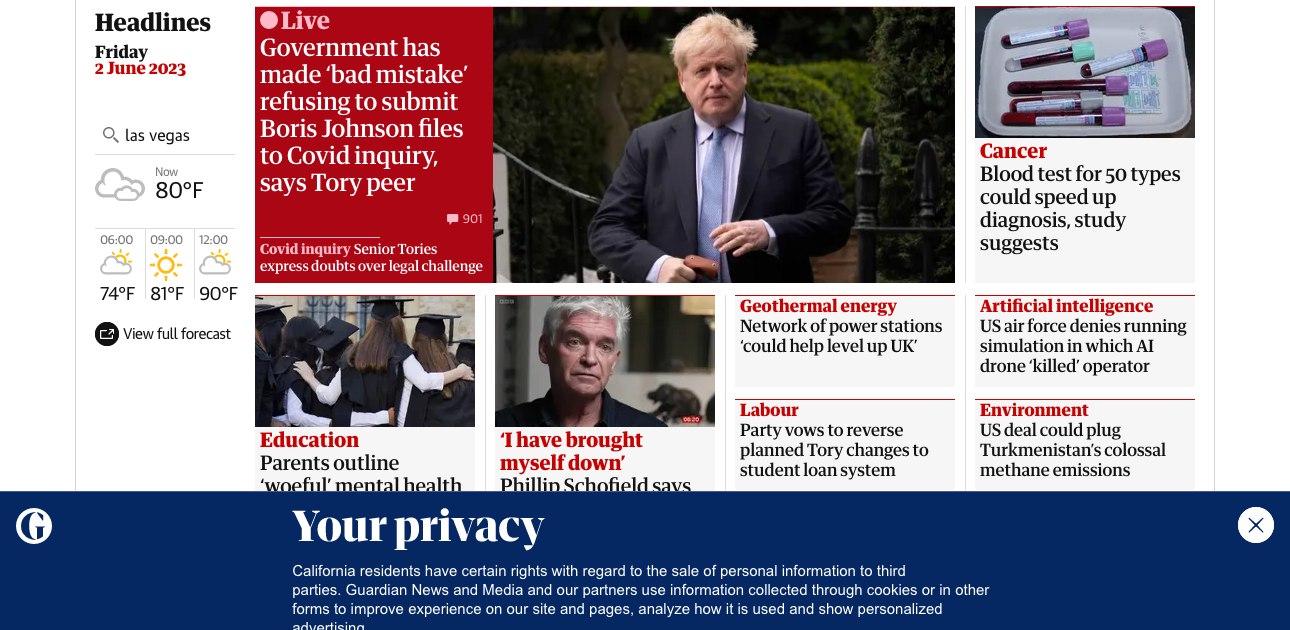 Headlines
Friday
2 June 2023
las vegas
Now
80°F
06:00
09:00
12:00
74°F
81°F
90°F
View full forecast
Live
Government has
made ‘bad mistake’
refusing to submit
Boris Johnson files
to Covid inquiry,
says Tory peer
901
Covid inquiry Senior Tories
express doubts over legal challenge
Cancer
Blood test for 50 types
could speed up
diagnosis, study
suggests
Education
Parents outline
‘woeful’ mental health
06:20
‘I have brought
myself down’
Phillip Schofield says
Geothermal energy
Network of power stations
‘could help level up UK’
Labour
Party vows to reverse
planned Tory changes to
student loan system
Artificial intelligence
US air force denies running
simulation in which AI
drone ‘killed’ operator
Environment
US deal could plug
Turkmenistan’s colossal
methane emissions
G
Your privacy
California residents have certain rights with regard to the sale of personal information to third
parties. Guardian News and Media and our partners use information collected through cookies or in other
forms to improve experience on our site and pages, analyze how it is used and show personalized
advertising.